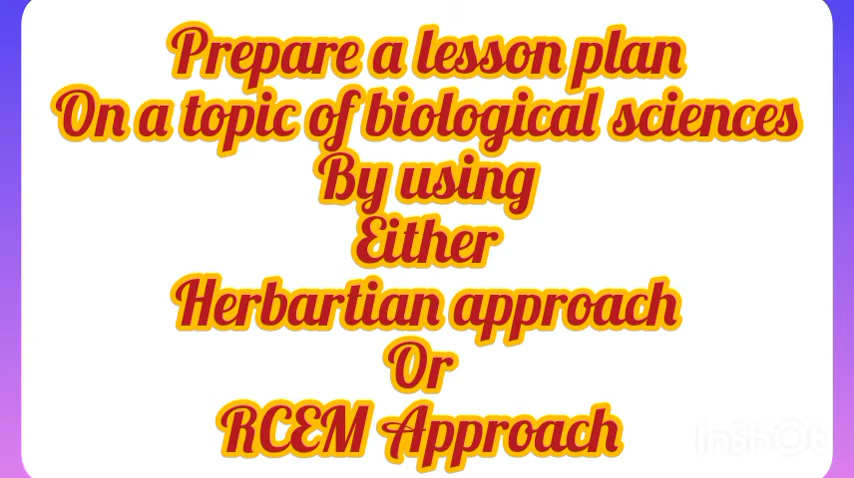 Prepare a lesson plan
On a topic of biological sciences
By using
Either
Herbartian approach
Or
RCEM Approach
InShOt